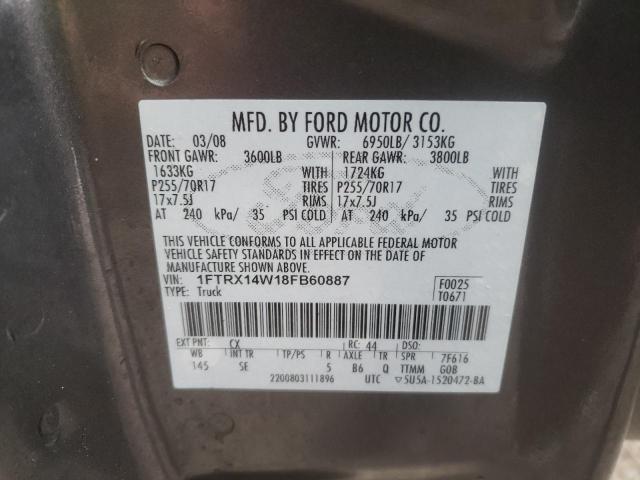 MFD. BY FORD MOTOR CO.
DATE: 03/08 GVWR: 6950LB/ 3153KG
FRONT GAWR: 3600LB REAR GAWR: 3800LB
1633KG WITH 1724KG WITH
P255/70R17 TIRES P255/70R17 TIRES
17x7.5J RIMS 17x7.5J RIMS
AT 240 kPa/ 35 PSI COLD AT 240 kPa/ 35 PSI COLD
THIS VEHICLE CONFORMS TO ALL APPLICABLE FEDERAL MOTOR
VEHICLE SAFETY STANDARDS IN EFFECT ON THE DATE OF
MANUFACTURE SHOWN ABOVE.
VIN: 1FTRX14W18FB60887 F0025
TYPE: Truck T0671
EXT PNT: CX RC: 44 DSO:
WB INT TR TP/PS R AXLE TR SPR 7F616
145 SE 5 B6 Q TTMM G0B
2200803111896 UTC ▽5U5A-1520472-BA